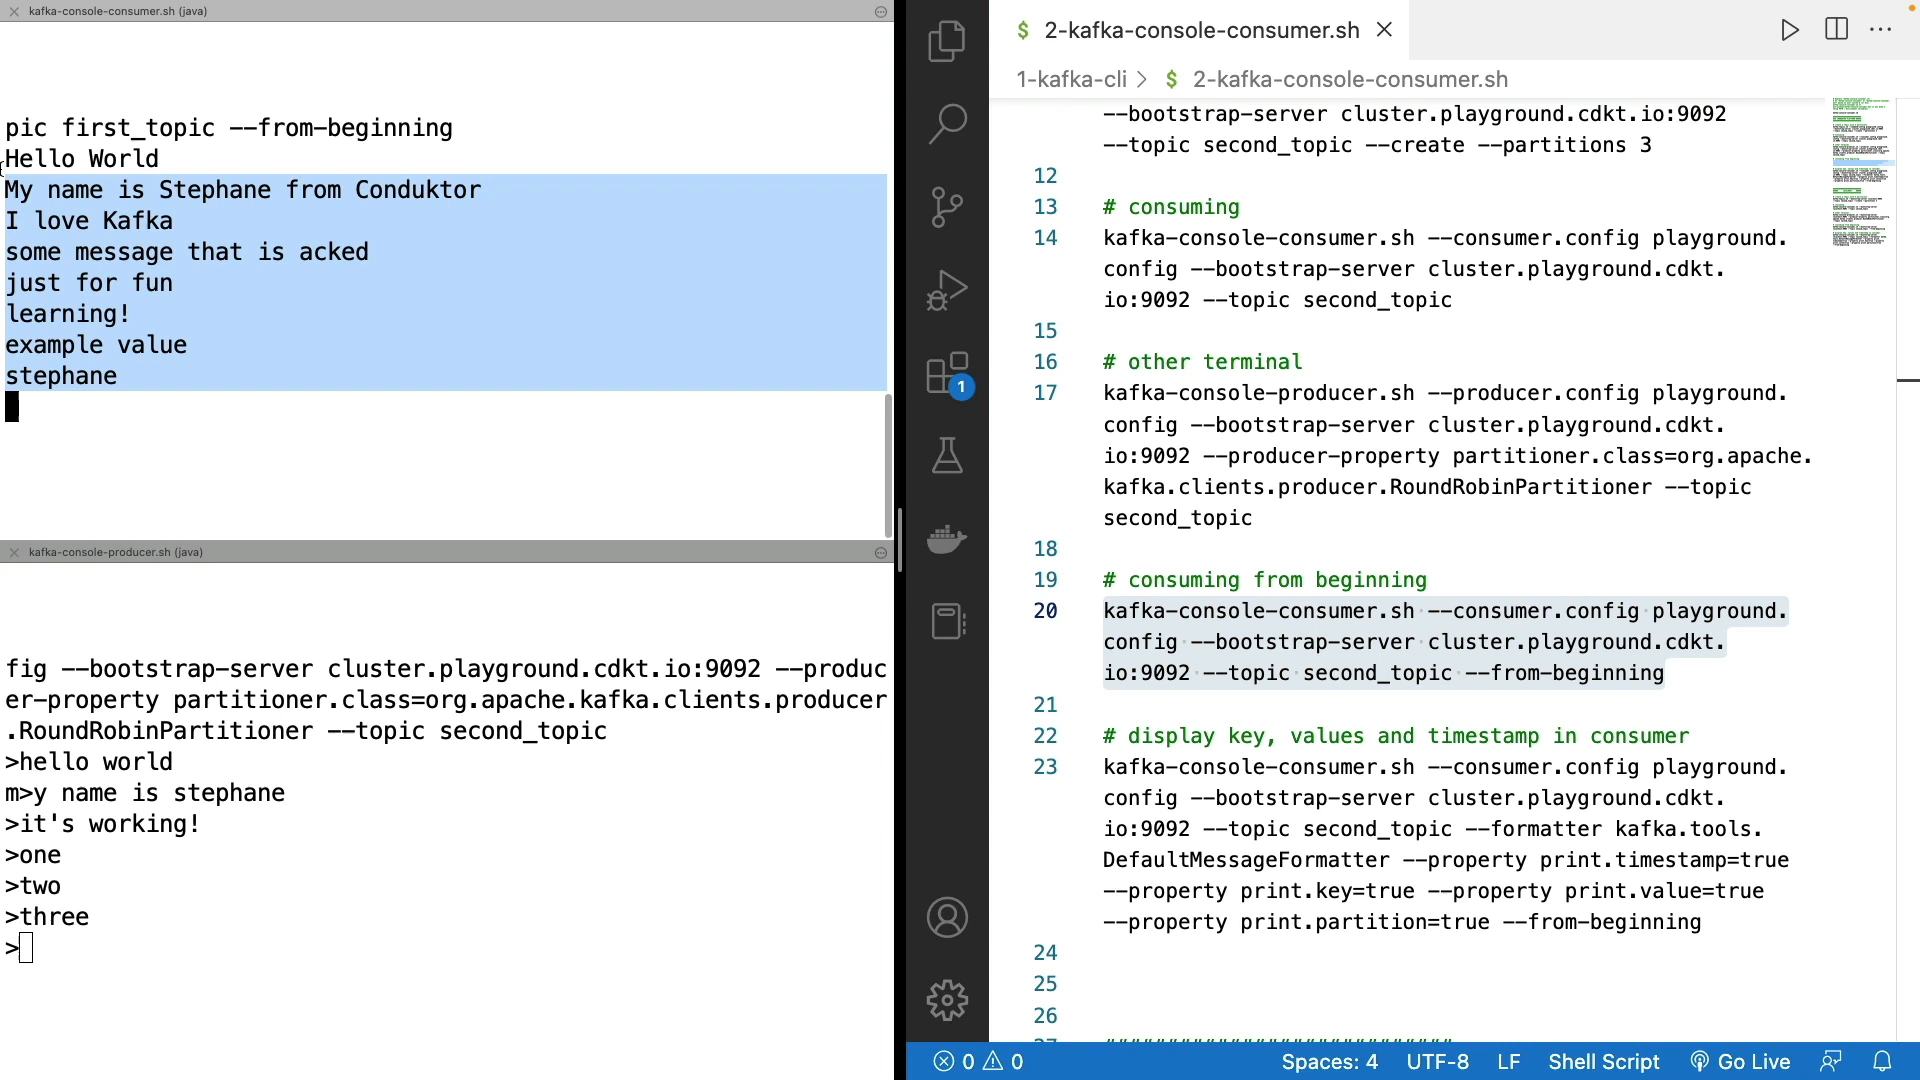 kafka-console-consumer.sh (java)
pic first_topic --from-beginning
Hello World
My name is Stephane from Conduktor
I love Kafka
some message that is acked
just for fun
learning!
example value
stephane
kafka-console-producer.sh (java)
fig --bootstrap-server cluster.playground.cdkt.io:9092 --produc
er-property partitioner.class=org.apache.kafka.clients.producer
.RoundRobinPartitioner --topic second_topic
>hello world
m>y name is stephane
>it's working!
>one
>two
>three
>
1
$ 2-kafka-console-consumer.sh
1-kafka-cli > $ 2-kafka-console-consumer.sh
--bootstrap-server cluster.playground.cdkt.io:9092
--topic second_topic --create --partitions 3
12
13 # consuming
14 kafka-console-consumer.sh --consumer.config playground.
config --bootstrap-server cluster.playground.cdkt.
io:9092 --topic second_topic
15
16 # other terminal
17 kafka-console-producer.sh --producer.config playground.
config --bootstrap-server cluster.playground.cdkt.
io:9092 --producer-property partitioner.class=org.apache.
kafka.clients.producer.RoundRobinPartitioner --topic
second_topic
18
19 # consuming from beginning
20 kafka-console-consumer.sh --consumer.config playground.
config --bootstrap-server cluster.playground.cdkt.
io:9092 --topic second_topic --from-beginning
21
22 # display key, values and timestamp in consumer
23 kafka-console-consumer.sh --consumer.config playground.
config --bootstrap-server cluster.playground.cdkt.
io:9092 --topic second_topic --formatter kafka.tools.
DefaultMessageFormatter --property print.timestamp=true
--property print.key=true --property print.value=true
--property print.partition=true --from-beginning
24
25
26
0 0 Spaces: 4 UTF-8 LF Shell Script Go Live